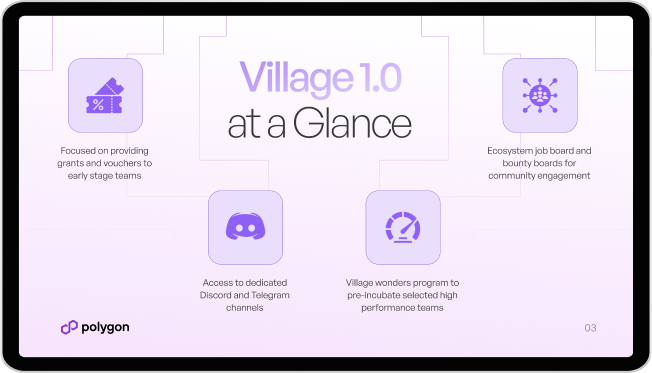 Village 1.0
at a Glance
%
Focused on providing
grants and vouchers to
early stage teams
Ecosystem job board and
bounty boards for
community engagement
Access to dedicated
Discord and Telegram
channels
Village wonders program to
pre-incubate selected high
performance teams
polygon
03